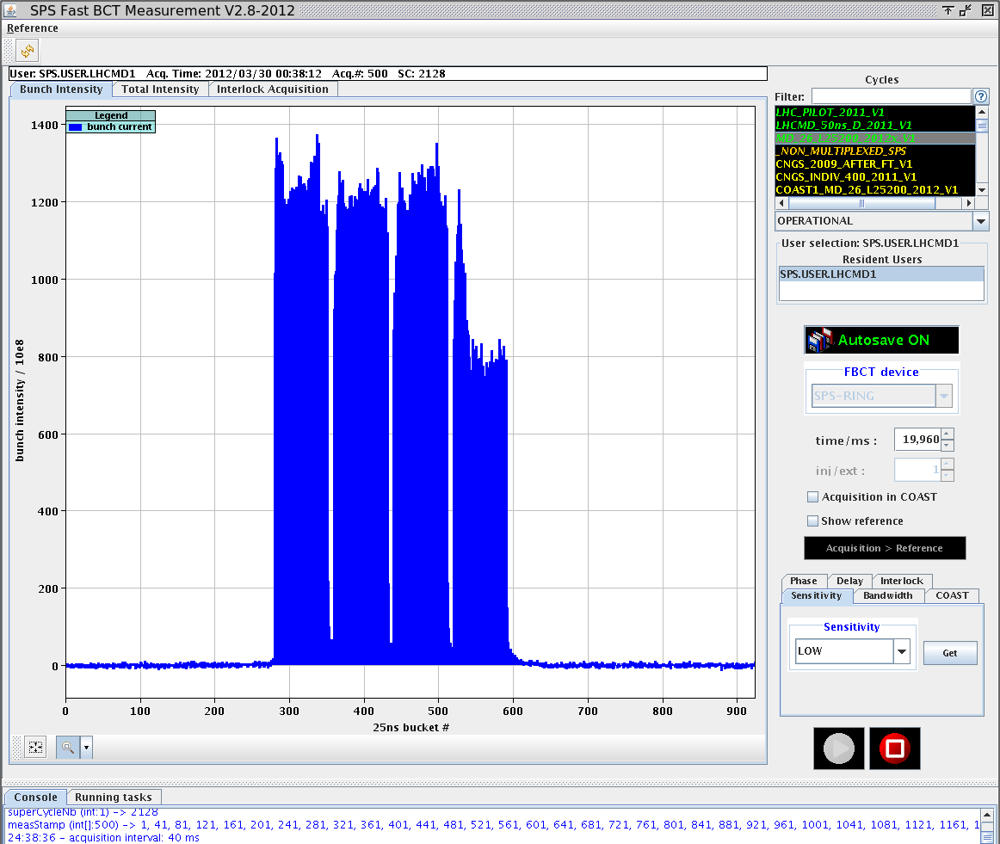 SPS Fast BCT Measurement V2.8-2012
Reference
User: SPS.USER.LHCMD1 Acq. Time: 2012/03/30 00:38:12 Acq.#: 500 SC: 2128
Bunch Intensity Total Intensity Interlock Acquisition
Legend
bunch current
1400
1200
1000
800
600
400
200
0
bunch intensity / 10e8
0 100 200 300 400 500 600 700 800 900
25ns bucket #
Cycles
Filter:
?
LHC_PILOT_2011_V1
LHCMD_50ns_D_2011_V1
MD_26_L25200_2012x_V1
_NON_MULTIPLEXED_SPS
CNGS_2009_AFTER_FT_V1
CNGS_INDIV_400_2011_V1
COAST1_MD_26_L25200_2012_V1
OPERATIONAL
User selection: SPS.USER.LHCMD1
Resident Users
SPS.USER.LHCMD1
Autosave ON
FBCT device
SPS-RING
time/ms : 19,960
inj/ext : 1
Acquisition in COAST
Show reference
Acquisition > Reference
Phase Delay Interlock
Sensitivity Bandwidth COAST
Sensitivity
LOW
Get
Console Running tasks
superCycleNb (int:1) -> 2128
measStamp (int[]:500) -> 1, 41, 81, 121, 161, 201, 241, 281, 321, 361, 401, 441, 481, 521, 561, 601, 641, 681, 721, 761, 801, 841, 881, 921, 961, 1001, 1041, 1081, 1121, 1161, 1
24:38:36 - acquisition interval: 40 ms